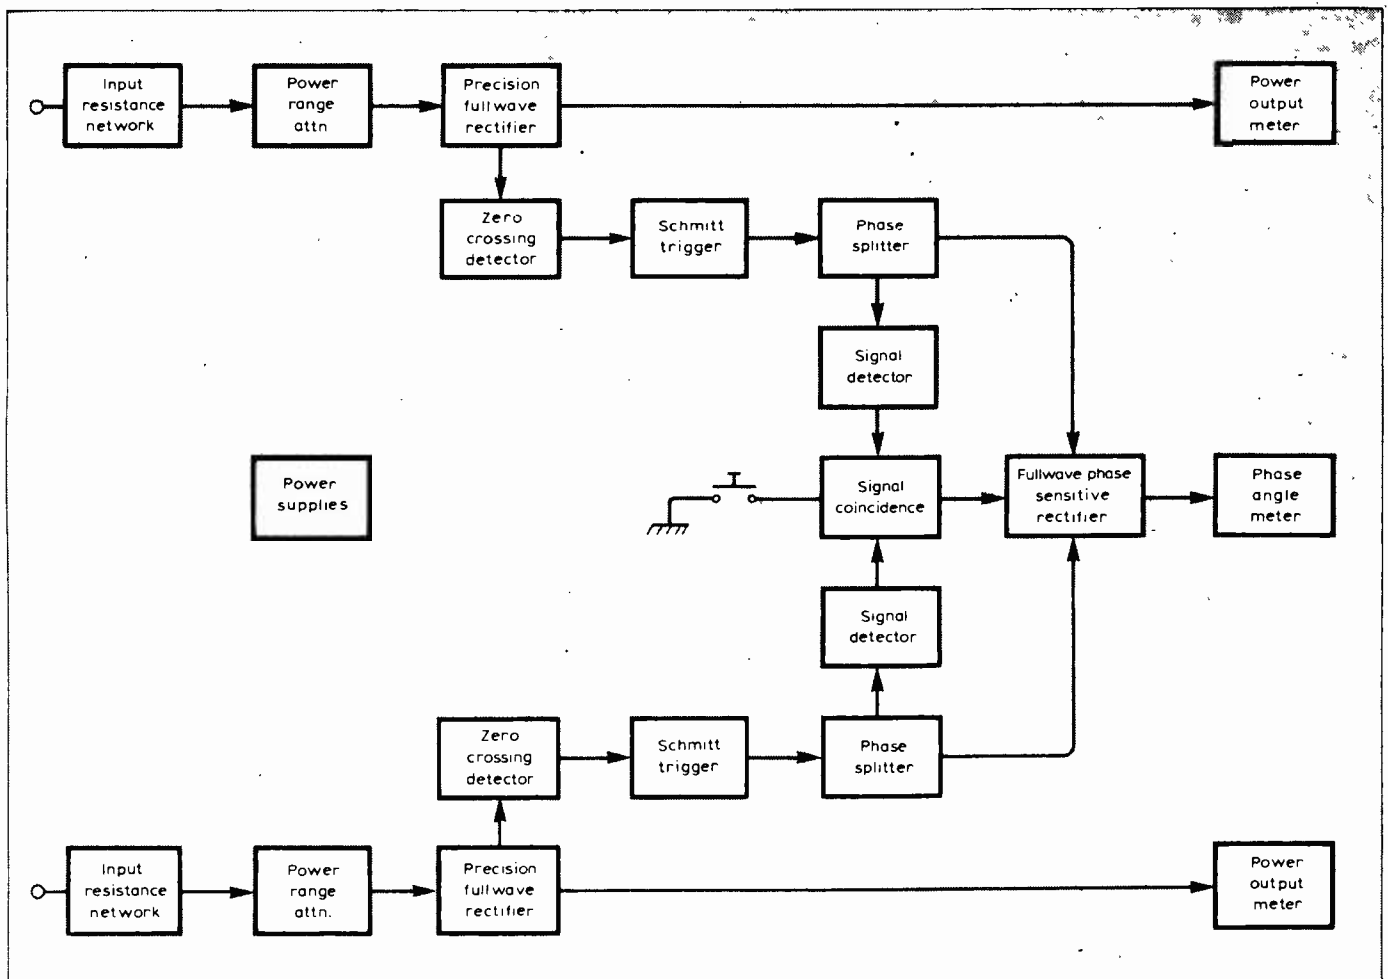 Input
resistance
network
Power
range
attn
Precision
fullwave
rectifier
Power
output
meter
Zero
crossing
detector
Schmitt
trigger
Phase
splitter
Signal
detector
Power
supplies
Signal
coincidence
Fullwave phase
sensitive
rectifier
Phase
angle
meter
Signal
detector
Zero
crossing
detector
Schmitt
trigger
Phase
splitter
Input
resistance
network
Power
range
attn.
Precision
fullwave
rectifier
Power
output
meter